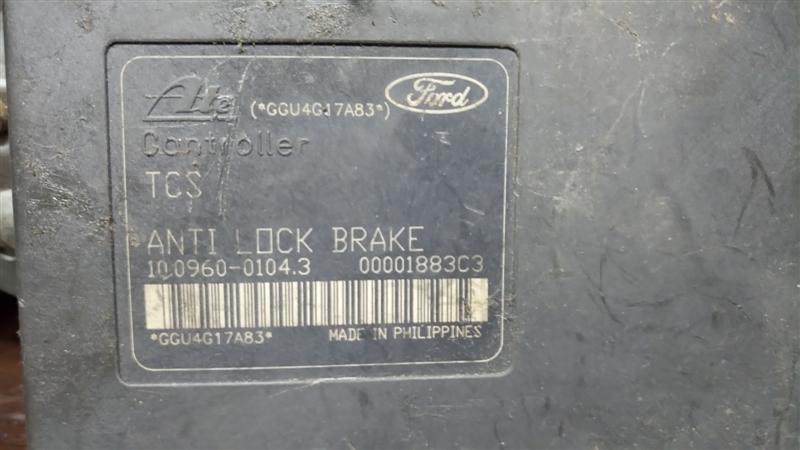 Ate (*GGU4G17A83*) Ford
Controller
TCS
ANTI LOCK BRAKE
10.0960-0104.3 00001883C3
*GGU4G17A83* MADE IN PHILIPPINES